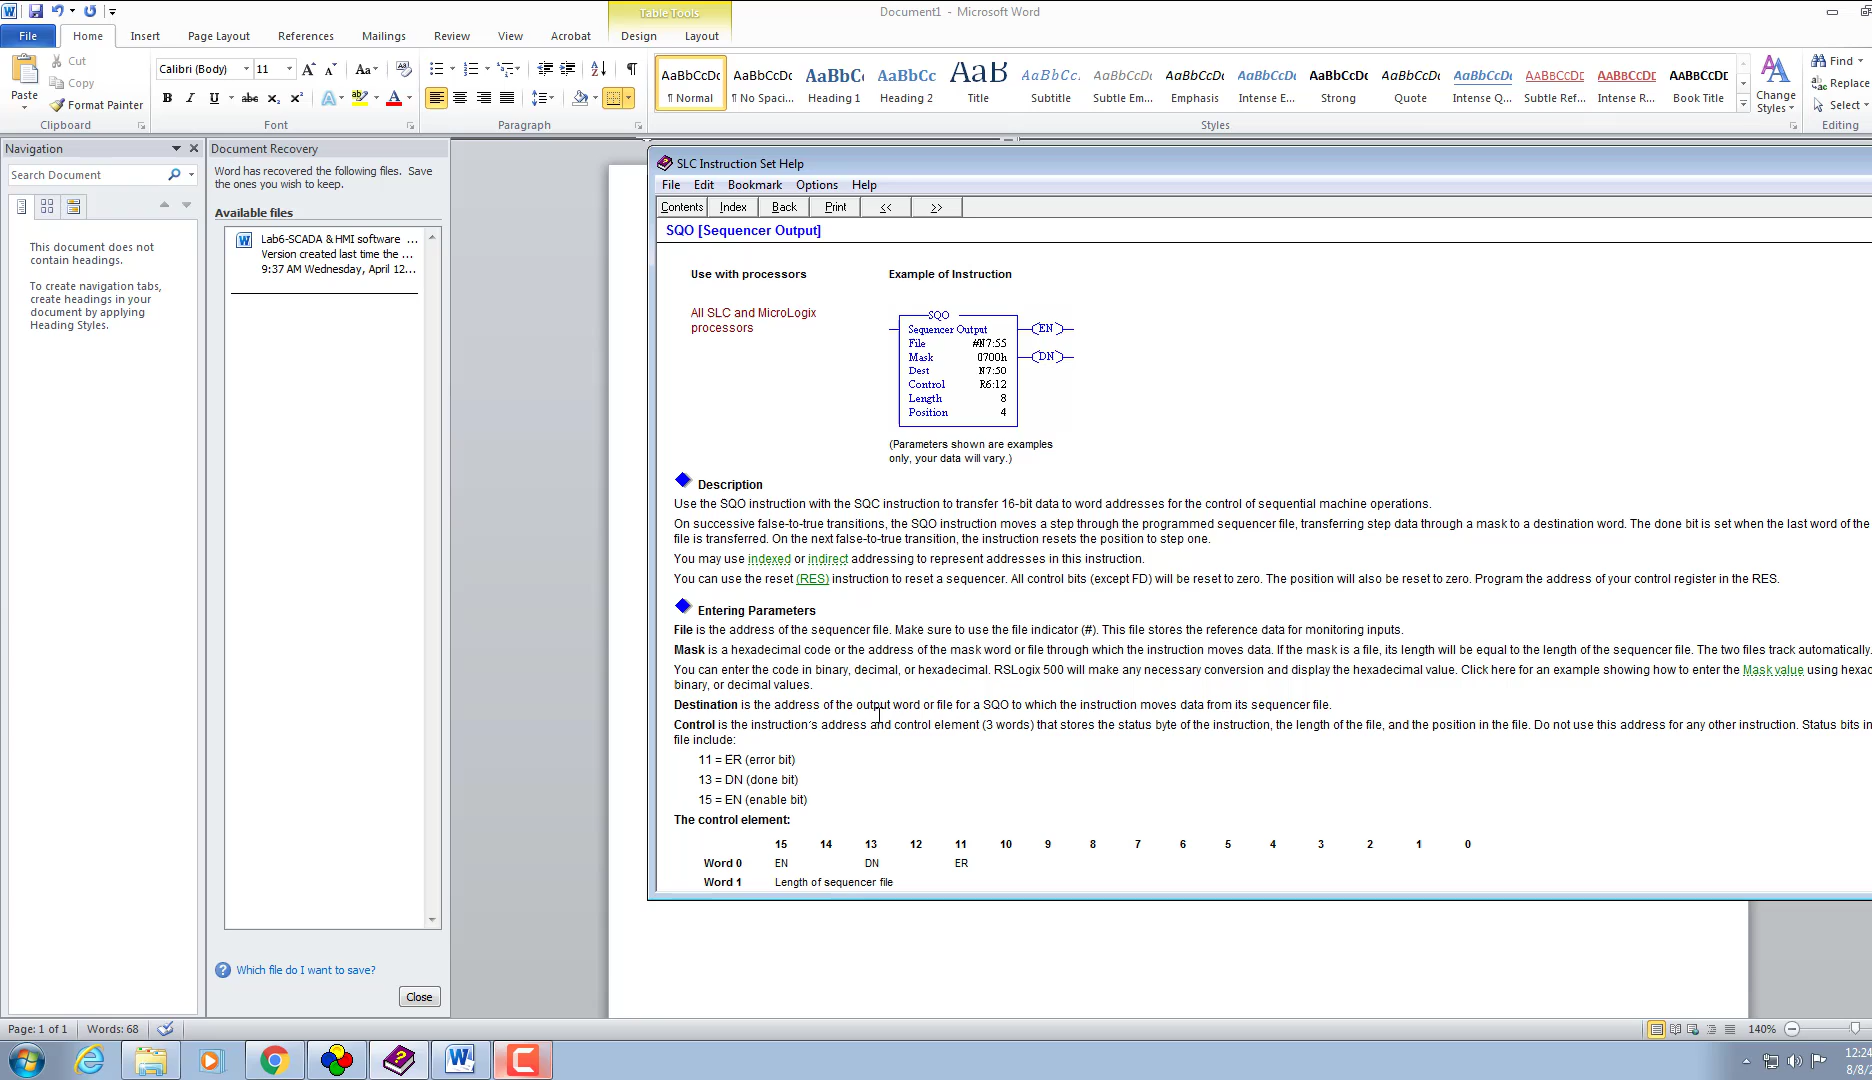 Table Tools
Document1 - Microsoft Word
File Home Insert Page Layout References Mailings Review View Acrobat Design Layout
Paste
Cut
Copy
Format Painter
Clipboard
Calibri (Body) 11
Font
Paragraph
AaBbCcDc AaBbCcDc AaBbC AaBbCc AaB AaBbCc. AaBbCcDc AaBbCcDc AaBbCcDc AaBbCcDc AaBbCcDc AaBbCcDc AABBCCDE AABBCCDE AABBCCDE
¶ Normal ¶ No Spaci... Heading 1 Heading 2 Title Subtitle Subtle Em... Emphasis Intense E... Strong Quote Intense Q... Subtle Ref... Intense R... Book Title
Change
Styles
Styles
Find
Replace
Select
Editing
Navigation
Search Document
This document does not
contain headings.
To create navigation tabs,
create headings in your
document by applying
Heading Styles.
Document Recovery
Word has recovered the following files. Save
the ones you wish to keep.
Available files
Lab6-SCADA & HMI software ...
Version created last time the ...
9:37 AM Wednesday, April 12...
Which file do I want to save?
Close
SLC Instruction Set Help
File Edit Bookmark Options Help
Contents Index Back Print << >>
SQO [Sequencer Output]
Use with processors Example of Instruction
All SLC and MicroLogix
processors
SQO
Sequencer Output
File #N7:55
Mask 0700h
Dest N7:50
Control R6:12
Length 8
Position 4
EN
DN
(Parameters shown are examples
only, your data will vary.)
Description
Use the SQO instruction with the SQC instruction to transfer 16-bit data to word addresses for the control of sequential machine operations.
On successive false-to-true transitions, the SQO instruction moves a step through the programmed sequencer file, transferring step data through a mask to a destination word. The done bit is set when the last word of the
file is transferred. On the next false-to-true transition, the instruction resets the position to step one.
You may use indexed or indirect addressing to represent addresses in this instruction.
You can use the reset (RES) instruction to reset a sequencer. All control bits (except FD) will be reset to zero. The position will also be reset to zero. Program the address of your control register in the RES.
Entering Parameters
File is the address of the sequencer file. Make sure to use the file indicator (#). This file stores the reference data for monitoring inputs.
Mask is a hexadecimal code or the address of the mask word or file through which the instruction moves data. If the mask is a file, its length will be equal to the length of the sequencer file. The two files track automatically.
You can enter the code in binary, decimal, or hexadecimal. RSLogix 500 will make any necessary conversion and display the hexadecimal value. Click here for an example showing how to enter the Mask value using hexac
binary, or decimal values.
Destination is the address of the output word or file for a SQO to which the instruction moves data from its sequencer file.
Control is the instruction's address and control element (3 words) that stores the status byte of the instruction, the length of the file, and the position in the file. Do not use this address for any other instruction. Status bits in
file include:
11 = ER (error bit)
13 = DN (done bit)
15 = EN (enable bit)
The control element:
15 14 13 12 11 10 9 8 7 6 5 4 3 2 1 0
Word 0 EN DN ER
Word 1 Length of sequencer file
Page: 1 of 1 Words: 68
140%
12:24
8/8/2